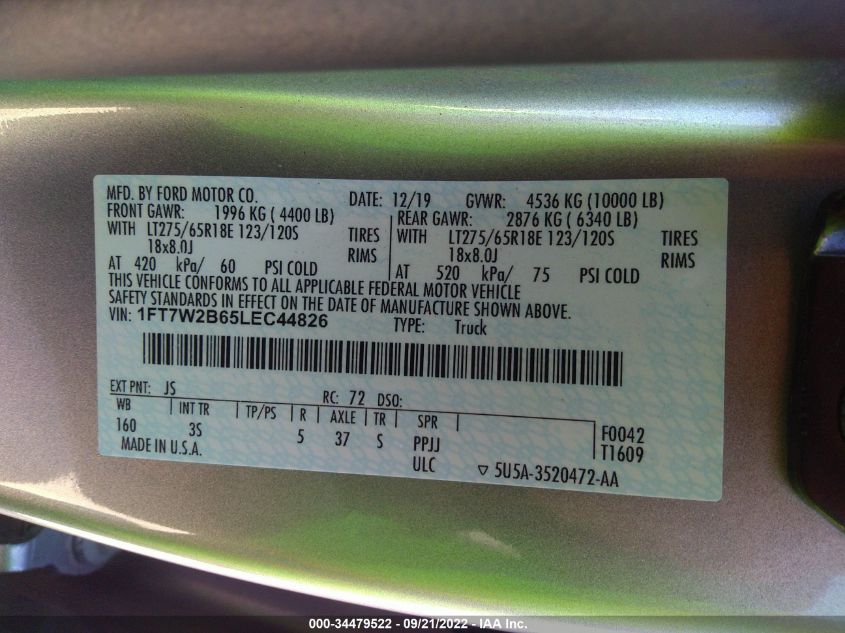 MFD. BY FORD MOTOR CO. DATE: 12/19 GVWR: 4536 KG (10000 LB)
FRONT GAWR: 1996 KG ( 4400 LB) REAR GAWR: 2876 KG ( 6340 LB)
WITH LT275/65R18E 123/120S TIRES WITH LT275/65R18E 123/120S TIRES
18x8.0J RIMS 18x8.0J RIMS
AT 420 kPa/ 60 PSI COLD AT 520 kPa/ 75 PSI COLD
THIS VEHICLE CONFORMS TO ALL APPLICABLE FEDERAL MOTOR VEHICLE
SAFETY STANDARDS IN EFFECT ON THE DATE OF MANUFACTURE SHOWN ABOVE.
VIN: 1FT7W2B65LEC44826 TYPE: Truck
EXT PNT: JS RC: 72 DSO:
WB INT TR TP/PS R AXLE TR SPR F0042
160 3S 5 37 S PPJJ T1609
MADE IN U.S.A. ULC ▽ 5U5A-3520472-AA
000-34479522 - 09/21/2022 - IAA Inc.